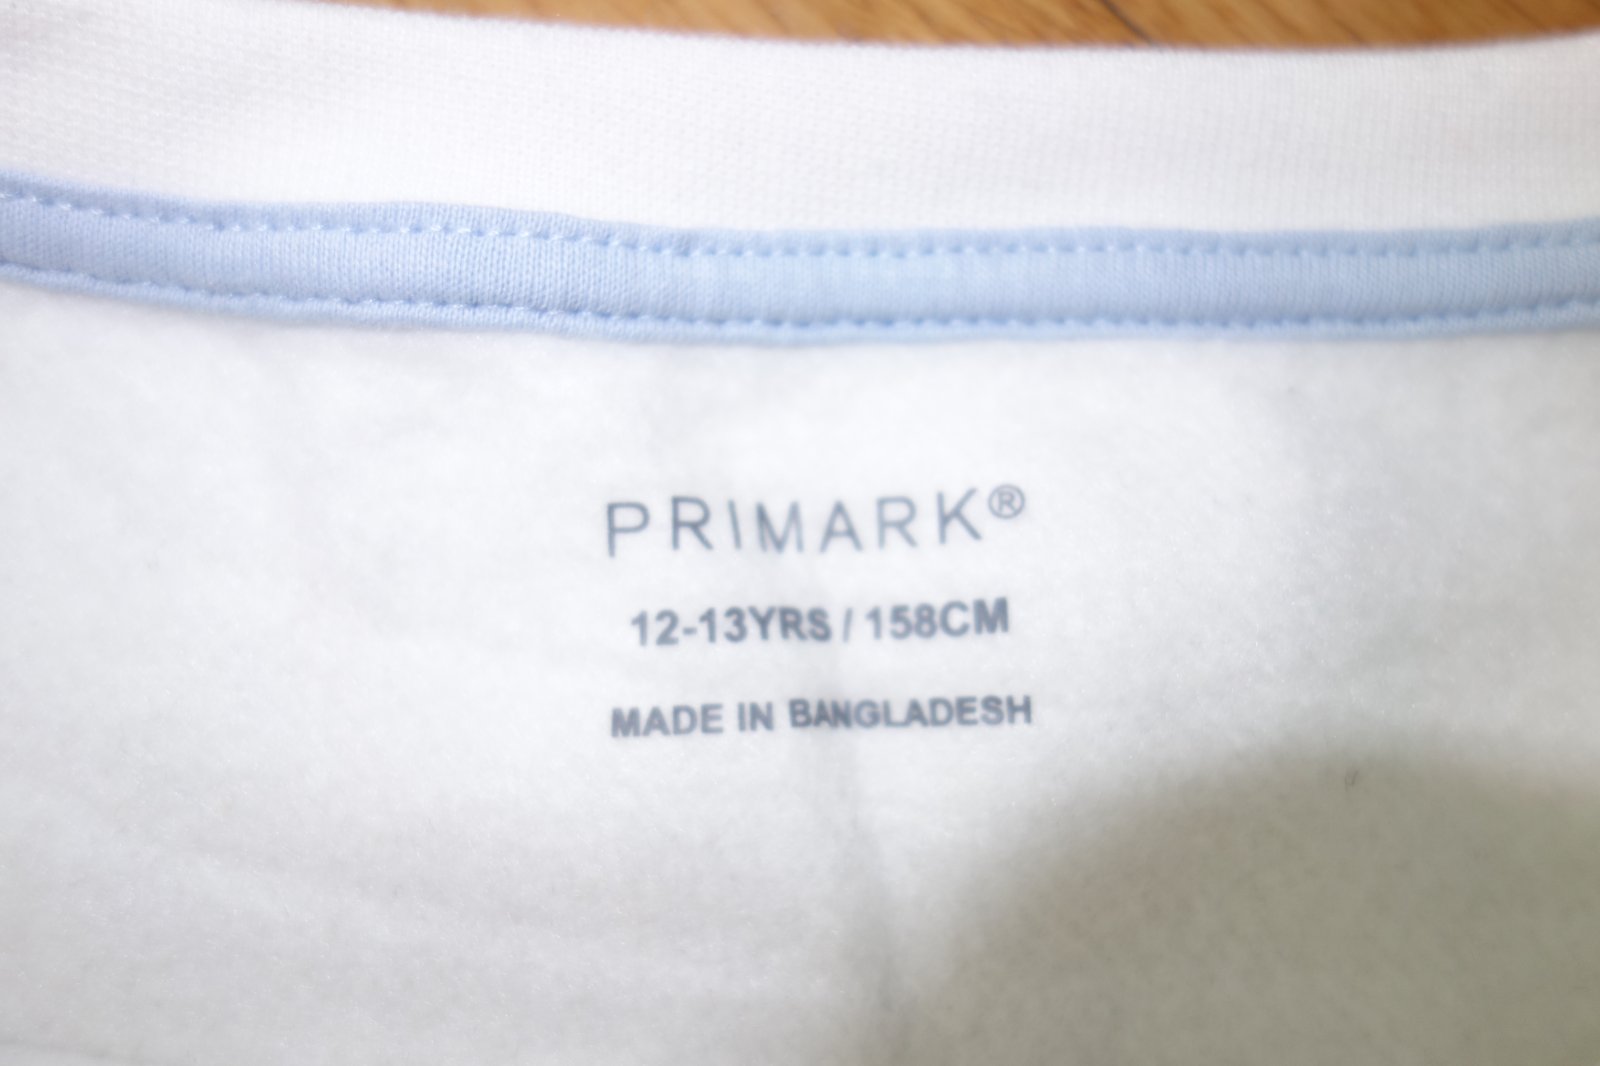 PRIMARK®
12-13YRS / 158CM
MADE IN BANGLADESH